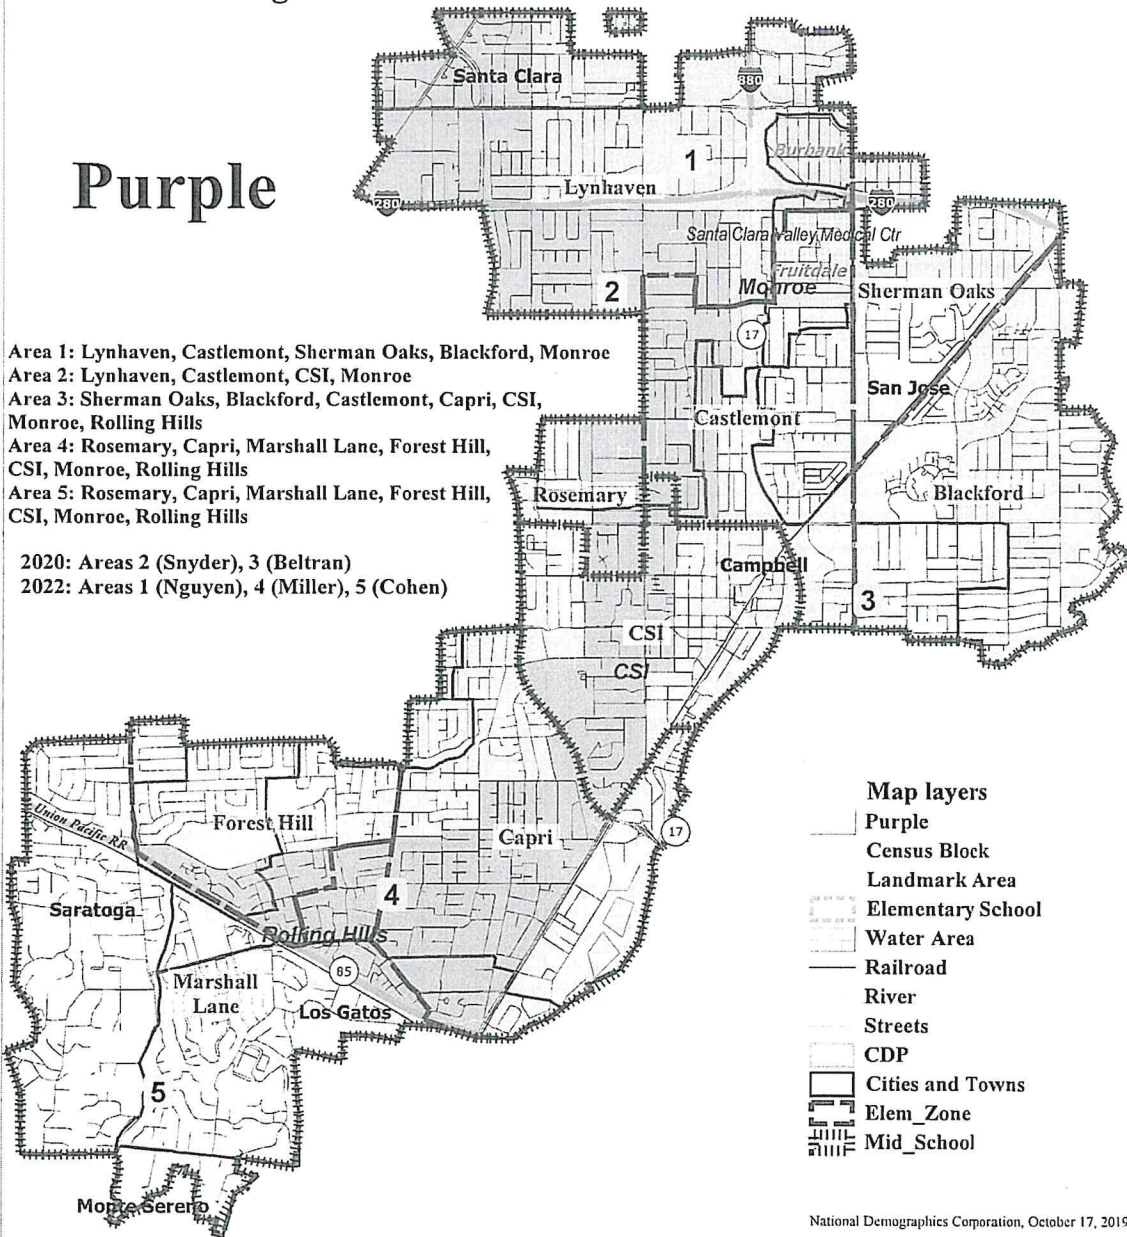 Purple
Santa Clara
880
1
Burbank
Lynhaven
280
280
Santa Clara Valley Medical Ctr
Fruitdale
2
Monroe
Sherman Oaks
17
Area 1: Lynhaven, Castlemont, Sherman Oaks, Blackford, Monroe
Area 2: Lynhaven, Castlemont, CSI, Monroe
Area 3: Sherman Oaks, Blackford, Castlemont, Capri, CSI,
Monroe, Rolling Hills
Area 4: Rosemary, Capri, Marshall Lane, Forest Hill,
CSI, Monroe, Rolling Hills
Area 5: Rosemary, Capri, Marshall Lane, Forest Hill,
CSI, Monroe, Rolling Hills
2020: Areas 2 (Snyder), 3 (Beltran)
2022: Areas 1 (Nguyen), 4 (Miller), 5 (Cohen)
San Jose
Castlemont
Rosemary
Blackford
Campbell
3
CSI
CSI
Union Pacific RR
Forest Hill
Capri
17
4
Saratoga
Rolling Hills
85
Marshall
Lane
Los Gatos
5
Monte Sereno
Map layers
Purple
Census Block
Landmark Area
Elementary School
Water Area
Railroad
River
Streets
CDP
Cities and Towns
Elem_Zone
Mid_School
National Demographics Corporation, October 17, 2019